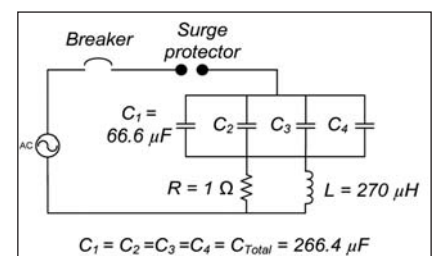 Breaker
Surge
protector
C1 =
66.6 μF
C2
C3
C4
AC
R = 1 Ω
L = 270 μH
C1 = C2 =C3 =C4 = CTotal = 266.4 μF